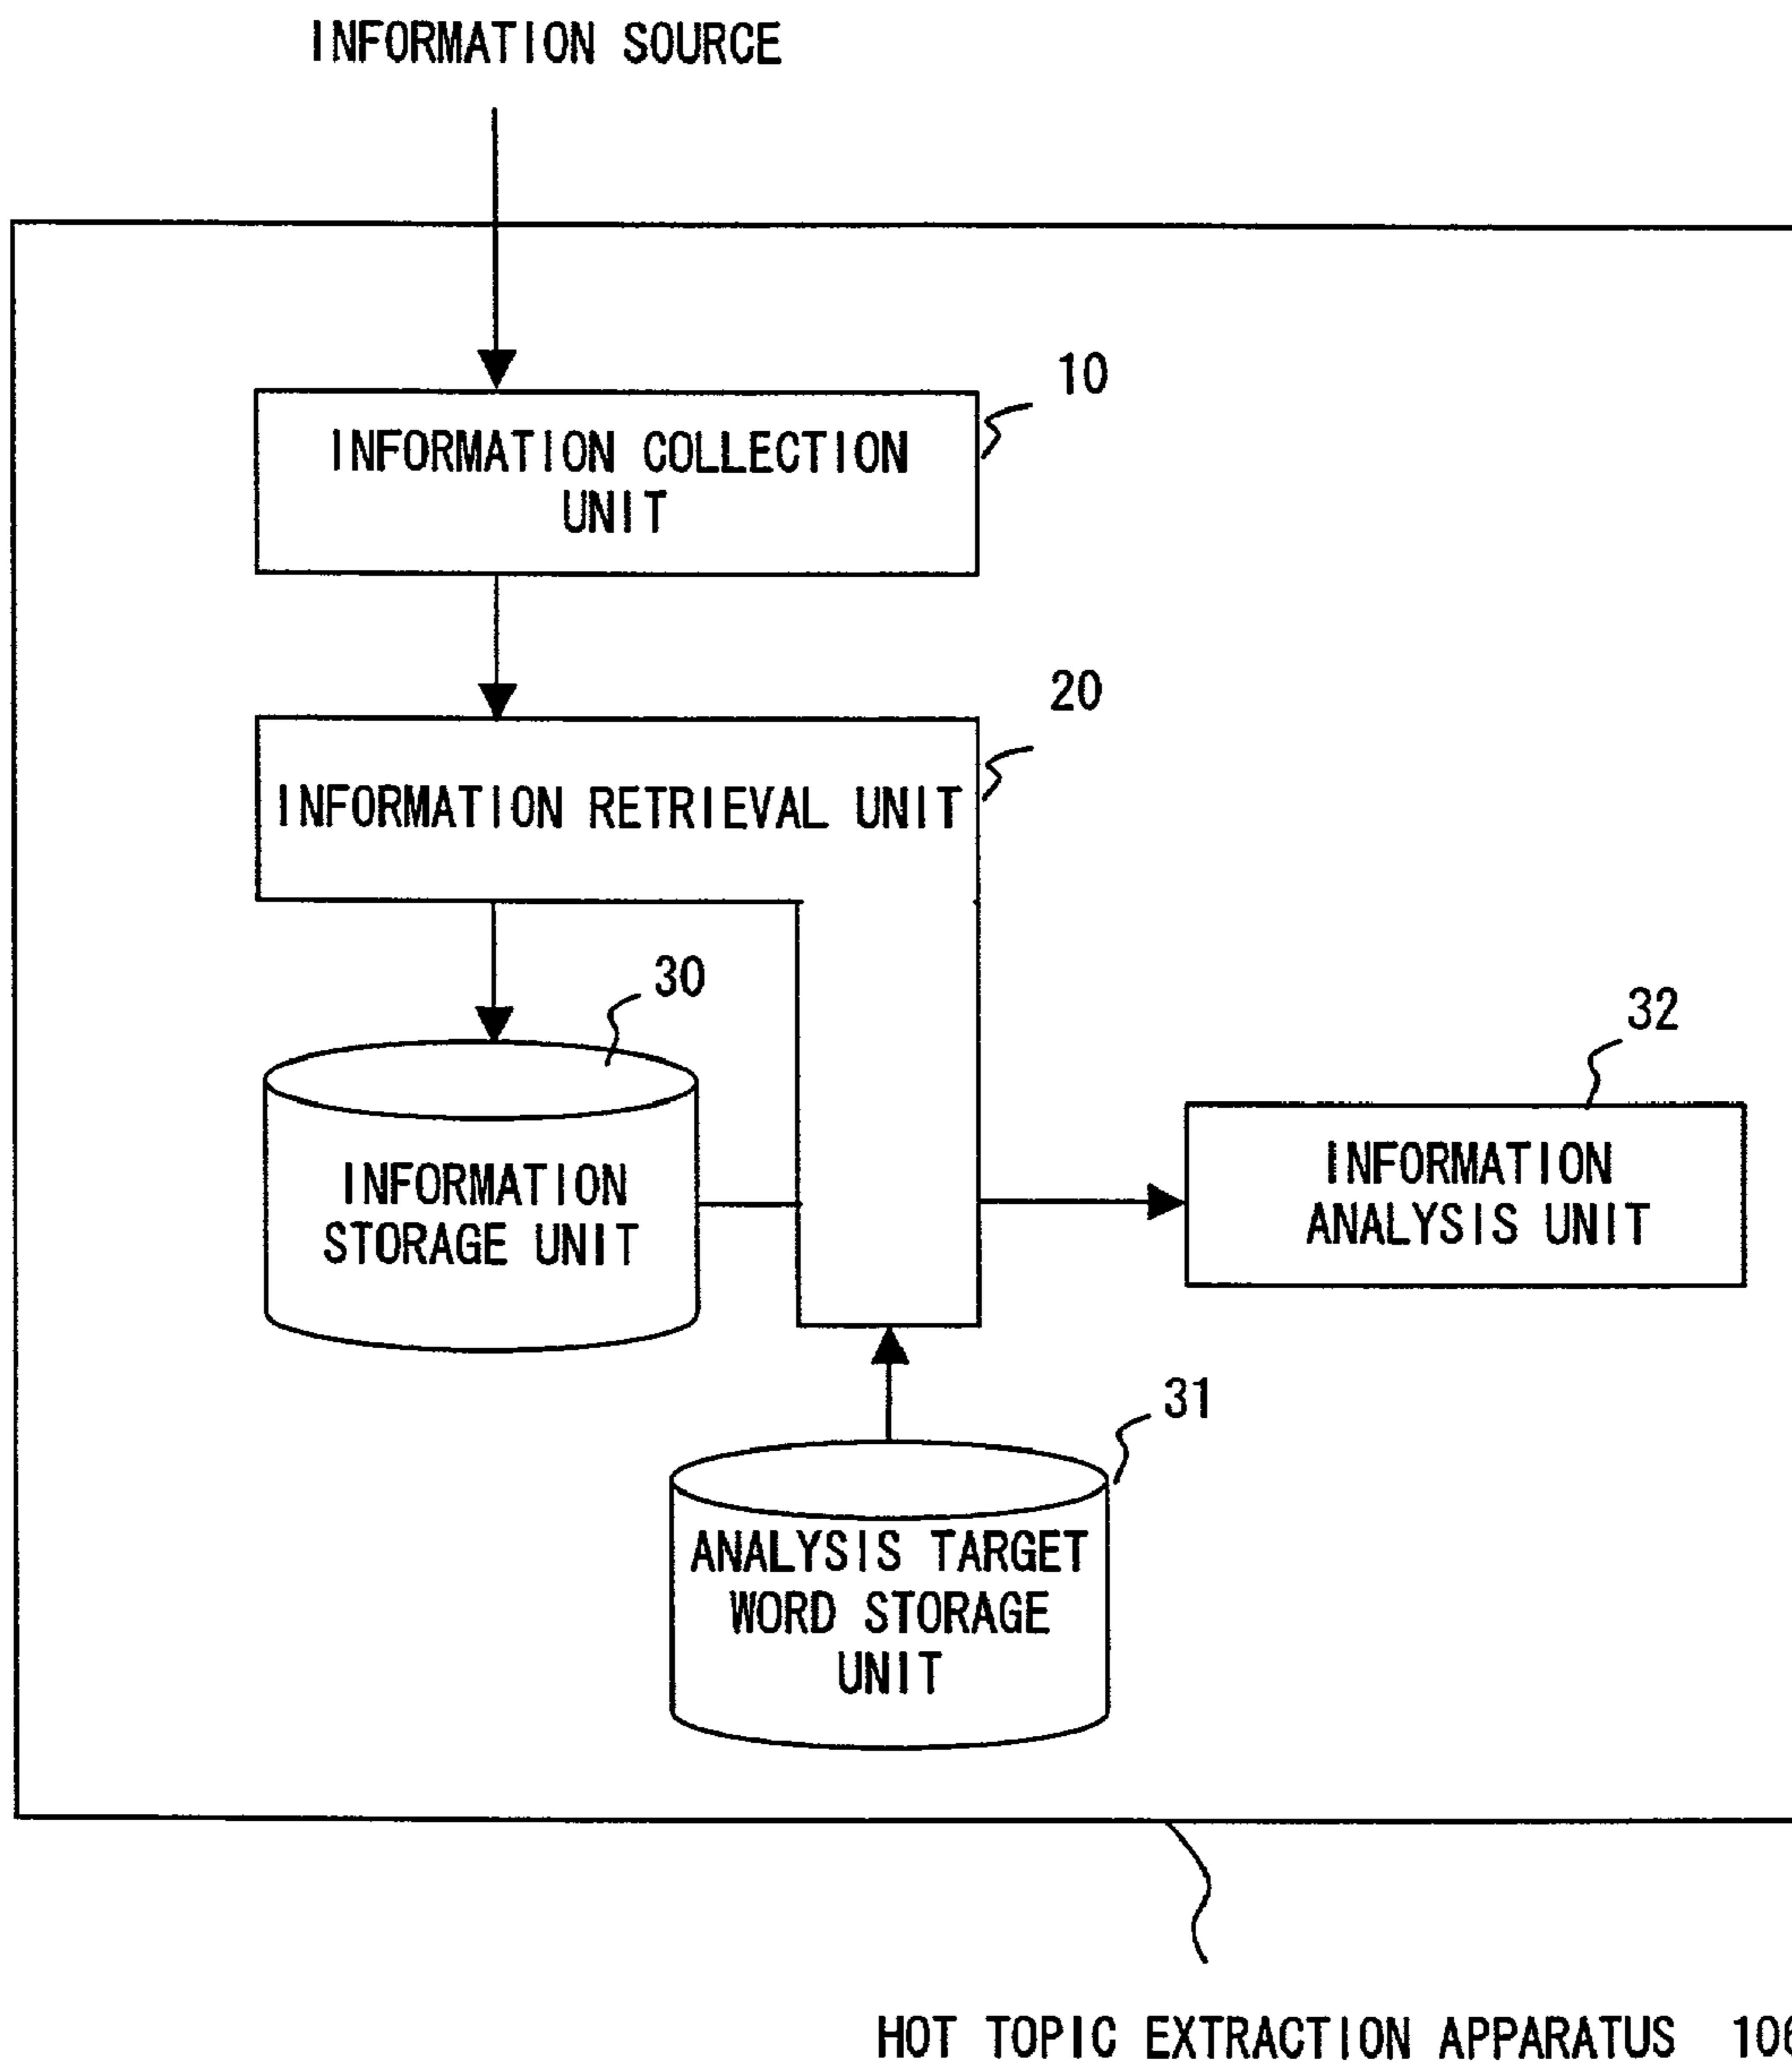 INFORMATION SOURCE
10
INFORMATION COLLECTION
UNIT
20
INFORMATION RETRIEVAL UNIT
30
INFORMATION
STORAGE UNIT
32
INFORMATION
ANALYSIS UNIT
31
ANALYSIS TARGET
WORD STORAGE
UNIT
HOT TOPIC EXTRACTION APPARATUS